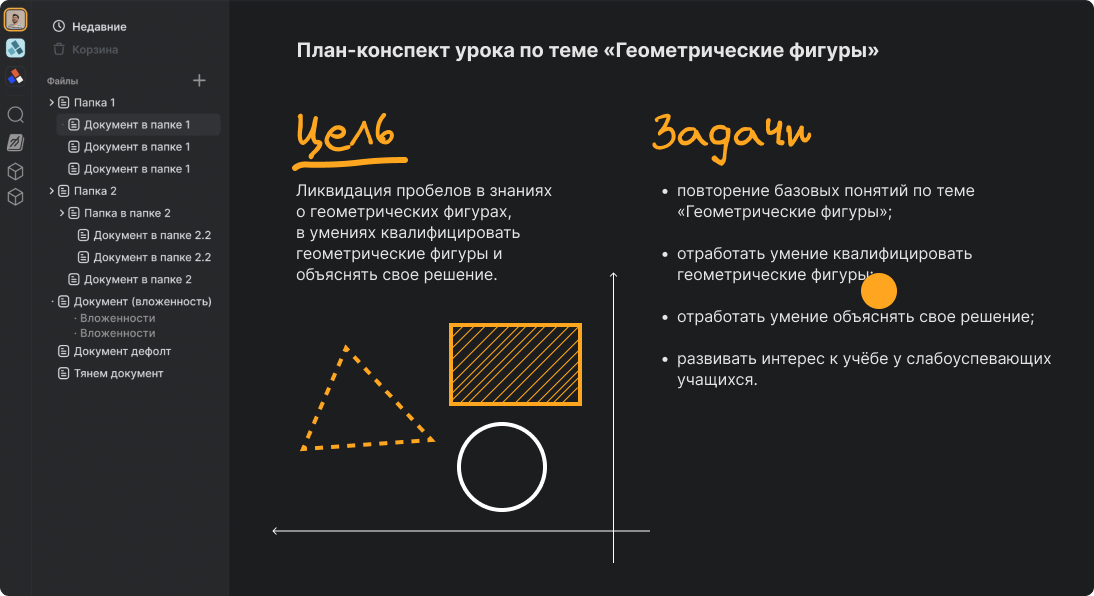 Недавние
Корзина
Файлы
Папка 1
Документ в папке 1
Документ в папке 1
Документ в папке 1
Папка 2
Папка в папке 2
Документ в папке 2.2
Документ в папке 2.2
Документ в папке 2
Документ (вложенность)
· Вложенности
· Вложенности
Документ дефолт
Тянем документ
План-конспект урока по теме «Геометрические фигуры»
Цель
Ликвидация пробелов в знаниях
о геометрических фигурах,
в умениях квалифицировать
геометрические фигуры и
объяснять свое решение.
Задачи
• повторение базовых понятий по теме
«Геометрические фигуры»;
• отработать умение квалифицировать
геометрические фигуры;
• отработать умение объяснять свое решение;
• развивать интерес к учёбе у слабоуспевающих
учащихся.